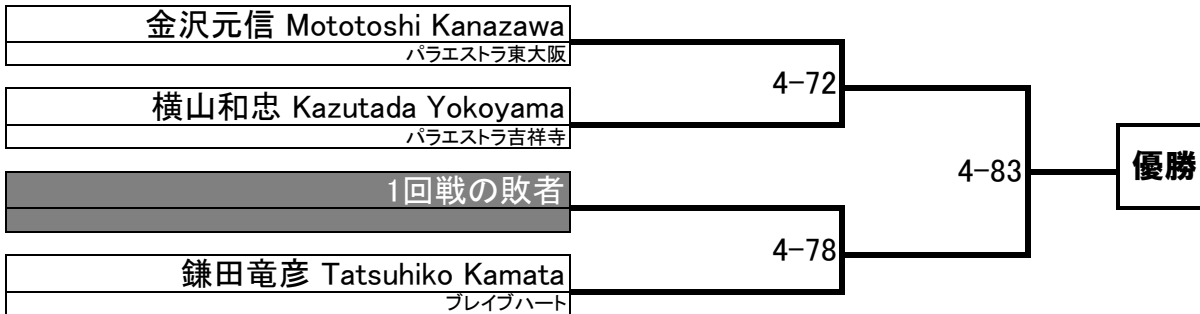 金沢元信 Mototoshi Kanazawa
パラエストラ東大阪
4-72
横山和忠 Kazutada Yokoyama
パラエストラ吉祥寺
4-83
優勝
1回戦の敗者
4-78
鎌田竜彦 Tatsuhiko Kamata
ブレイブハート